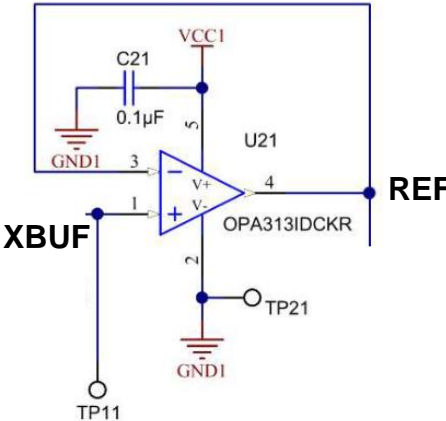 VCC1
C21
0.1µF
5
U21
GND1
3
−
V+
4
REF
1
+
V-
OPA313IDCKR
XBUF
2
TP21
GND1
TP11